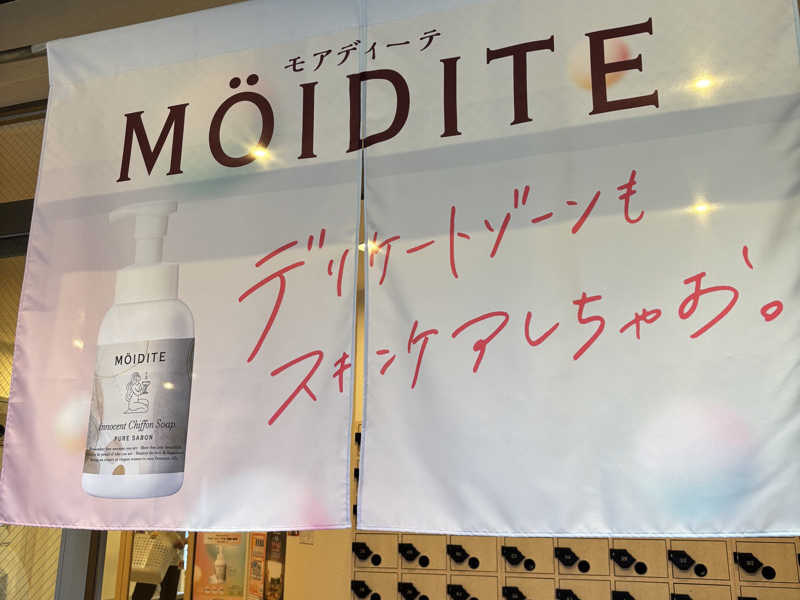 モアディーテ
MÖIDITE
デリケートゾーンも
スキンケアしちゃお。
MÖIDITE
Innocent Chiffon Soap
PURE SABON